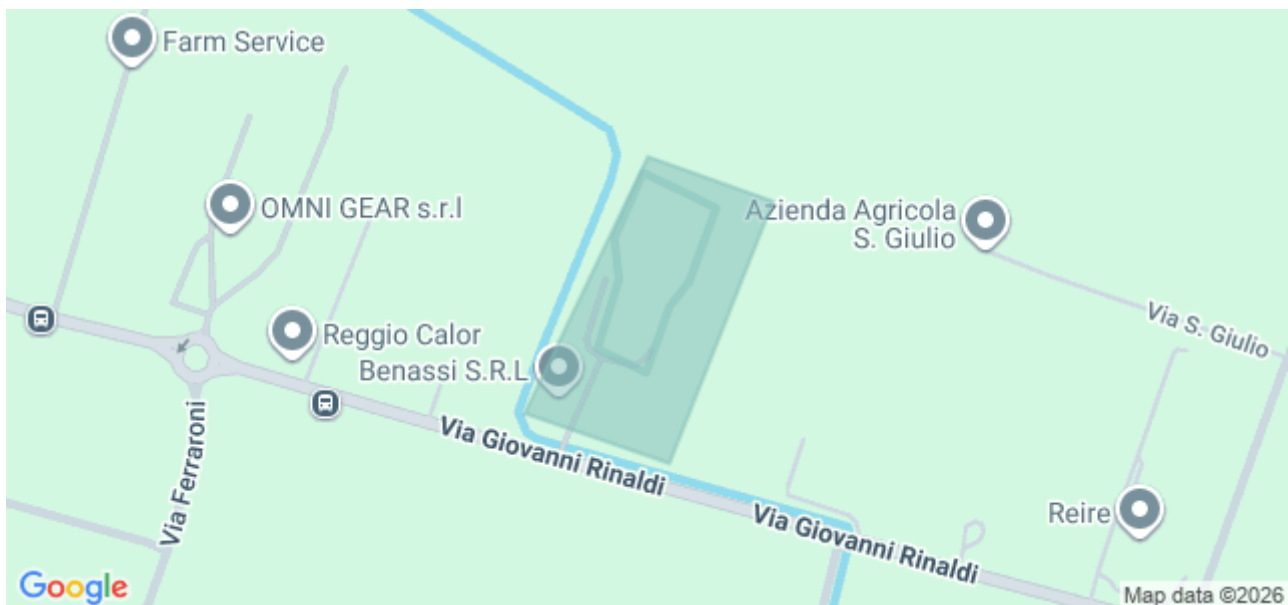 Farm Service
OMNI GEAR s.r.l
Azienda Agricola
S. Giulio
Via S. Giulio
Reggio Calor
Benassi S.R.L
Via Ferraroni
Via Giovanni Rinaldi
Via Giovanni Rinaldi
Reire
Google
Map data ©2026